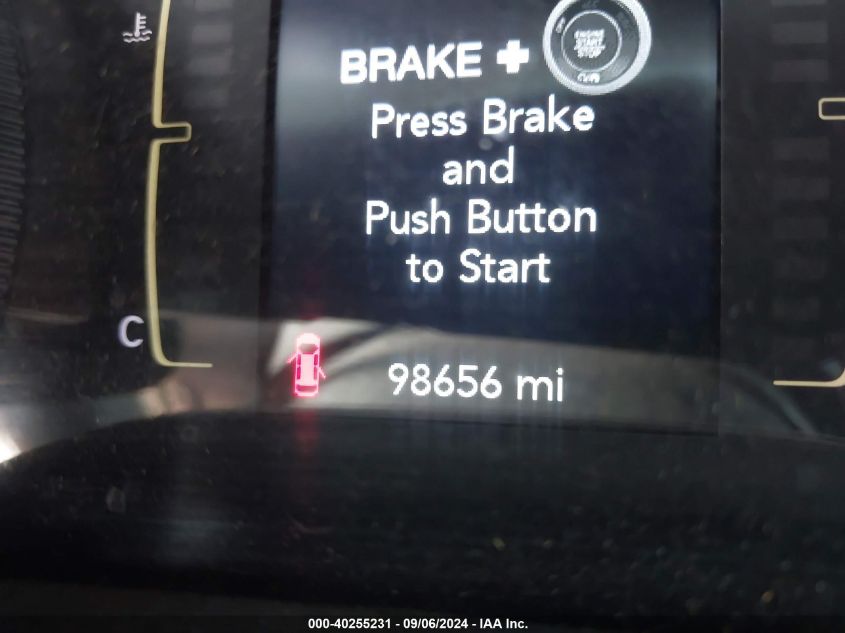 BRAKE +
ENGINE
START
STOP
Press Brake
and
Push Button
to Start
C
98656 mi
000-40255231 - 09/06/2024 - IAA Inc.